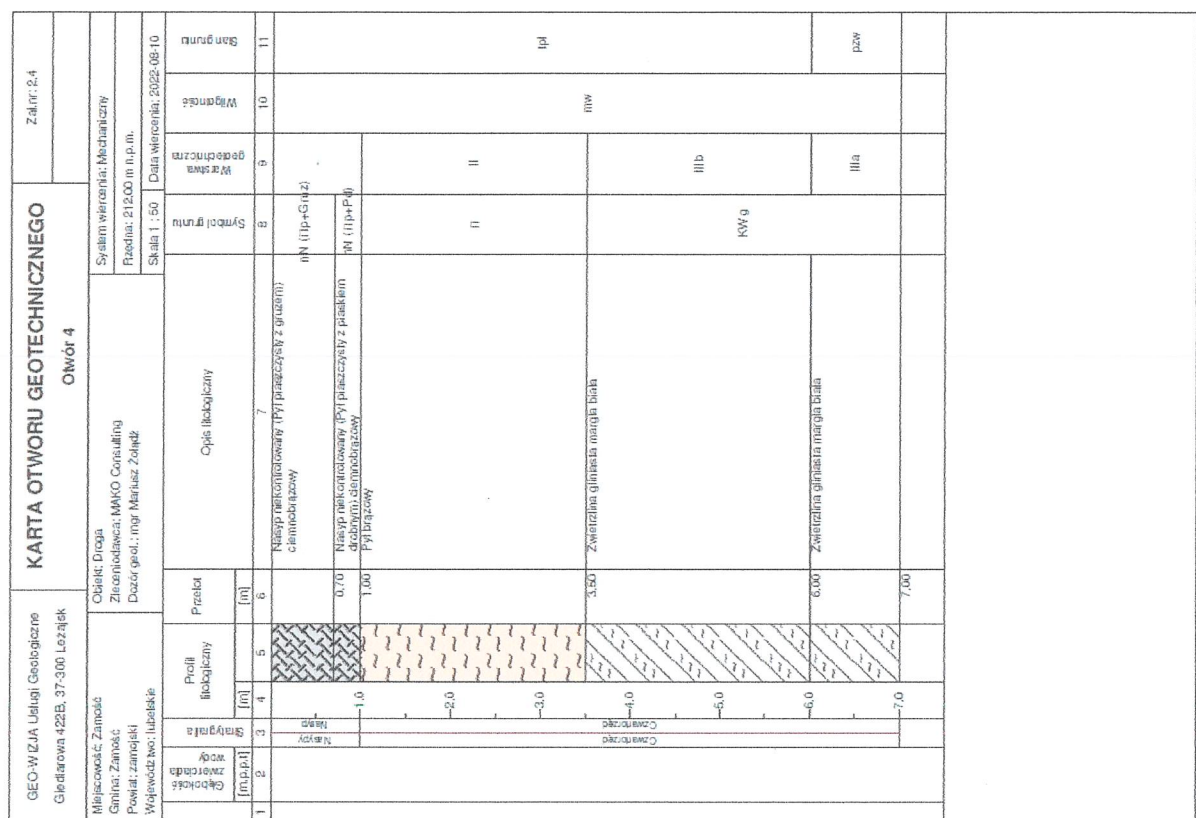 GEO-WIZJA Usługi Geologiczne
Giedlarowa 422B, 37-300 Leżajsk
KARTA OTWORU GEOTECHNICZNEGO
Otwór 4
Zał.nr: 2.4
Miejscowość: Zamość
Gmina: Zamość
Powiat: zamojski
Województwo: lubelskie
Obiekt: Droga
Zleceniodawca: MAKO Consulting
Dozór geol.: mgr Mariusz Żołądź
System wiercenia: Mechaniczny
Rzędna: 212.00 m n.p.m.
Skala 1 : 50
Data wiercenia: 2022-08-10
Głębokość zwierciadła wody
[m.p.p.t]
Stratygrafia
[m]
Profil litologiczny
Przelot
[m]
Opis litologiczny
Symbol gruntu
Warstwa geotechniczna
Wilgotność
Stan gruntu
1 2 3 4 5 6 7 8 9 10 11
Nasypy
Nasyp
Nasyp niekontrolowany (Pył piaszczysty z gruzem)
ciemnobrązowy
nN (Πp+Gruz)
0.70
Nasyp niekontrolowany (Pył piaszczysty z piaskiem
drobnym) ciemnobrązowy
nN (Πp+Pd)
1.00
Pył brązowy
Π
II
tpl
mw
3.50
Zwietrzelina gliniasta margla biała
KWg
IIIb
6.00
Zwietrzelina gliniasta margla biała
IIIa
pzw
7.00
Czwartorzęd
Czwartorzęd
1.0
2.0
3.0
4.0
5.0
6.0
7.0